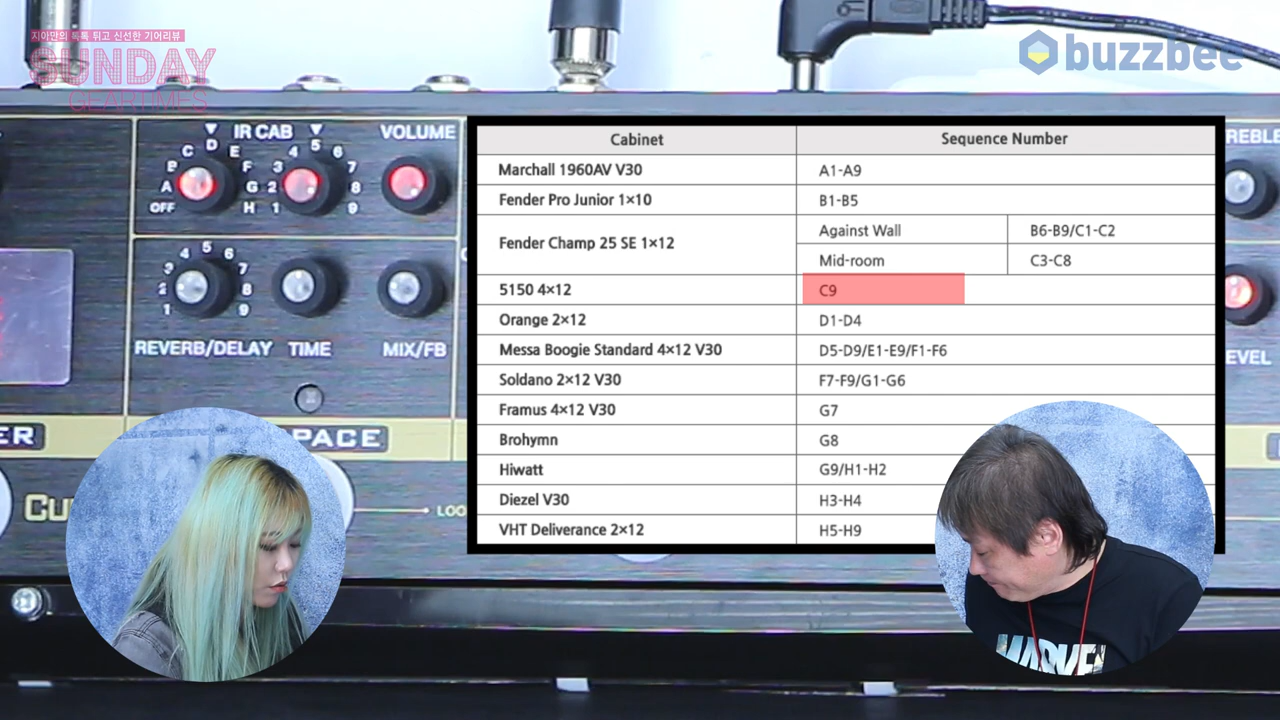 지아만의 톡톡 튀고 신선한 기어리뷰
SUNDAY
GEARTIMES
buzzbee
IR CAB
VOLUME
OFF A B C D E F G H
1 2 3 4 5 6 7 8 9
1 2 3 4 5 6 7 8 9
REVERB/DELAY TIME MIX/FB
SPACE
ER
Cu
LOO
TREBLE
LEVEL
Cabinet Sequence Number
Marchall 1960AV V30 A1-A9
Fender Pro Junior 1×10 B1-B5
Fender Champ 25 SE 1×12 Against Wall B6-B9/C1-C2
Mid-room C3-C8
5150 4×12 C9
Orange 2×12 D1-D4
Messa Boogie Standard 4×12 V30 D5-D9/E1-E9/F1-F6
Soldano 2×12 V30 F7-F9/G1-G6
Framus 4×12 V30 G7
Brohymn G8
Hiwatt G9/H1-H2
Diezel V30 H3-H4
VHT Deliverance 2×12 H5-H9
MARVEL